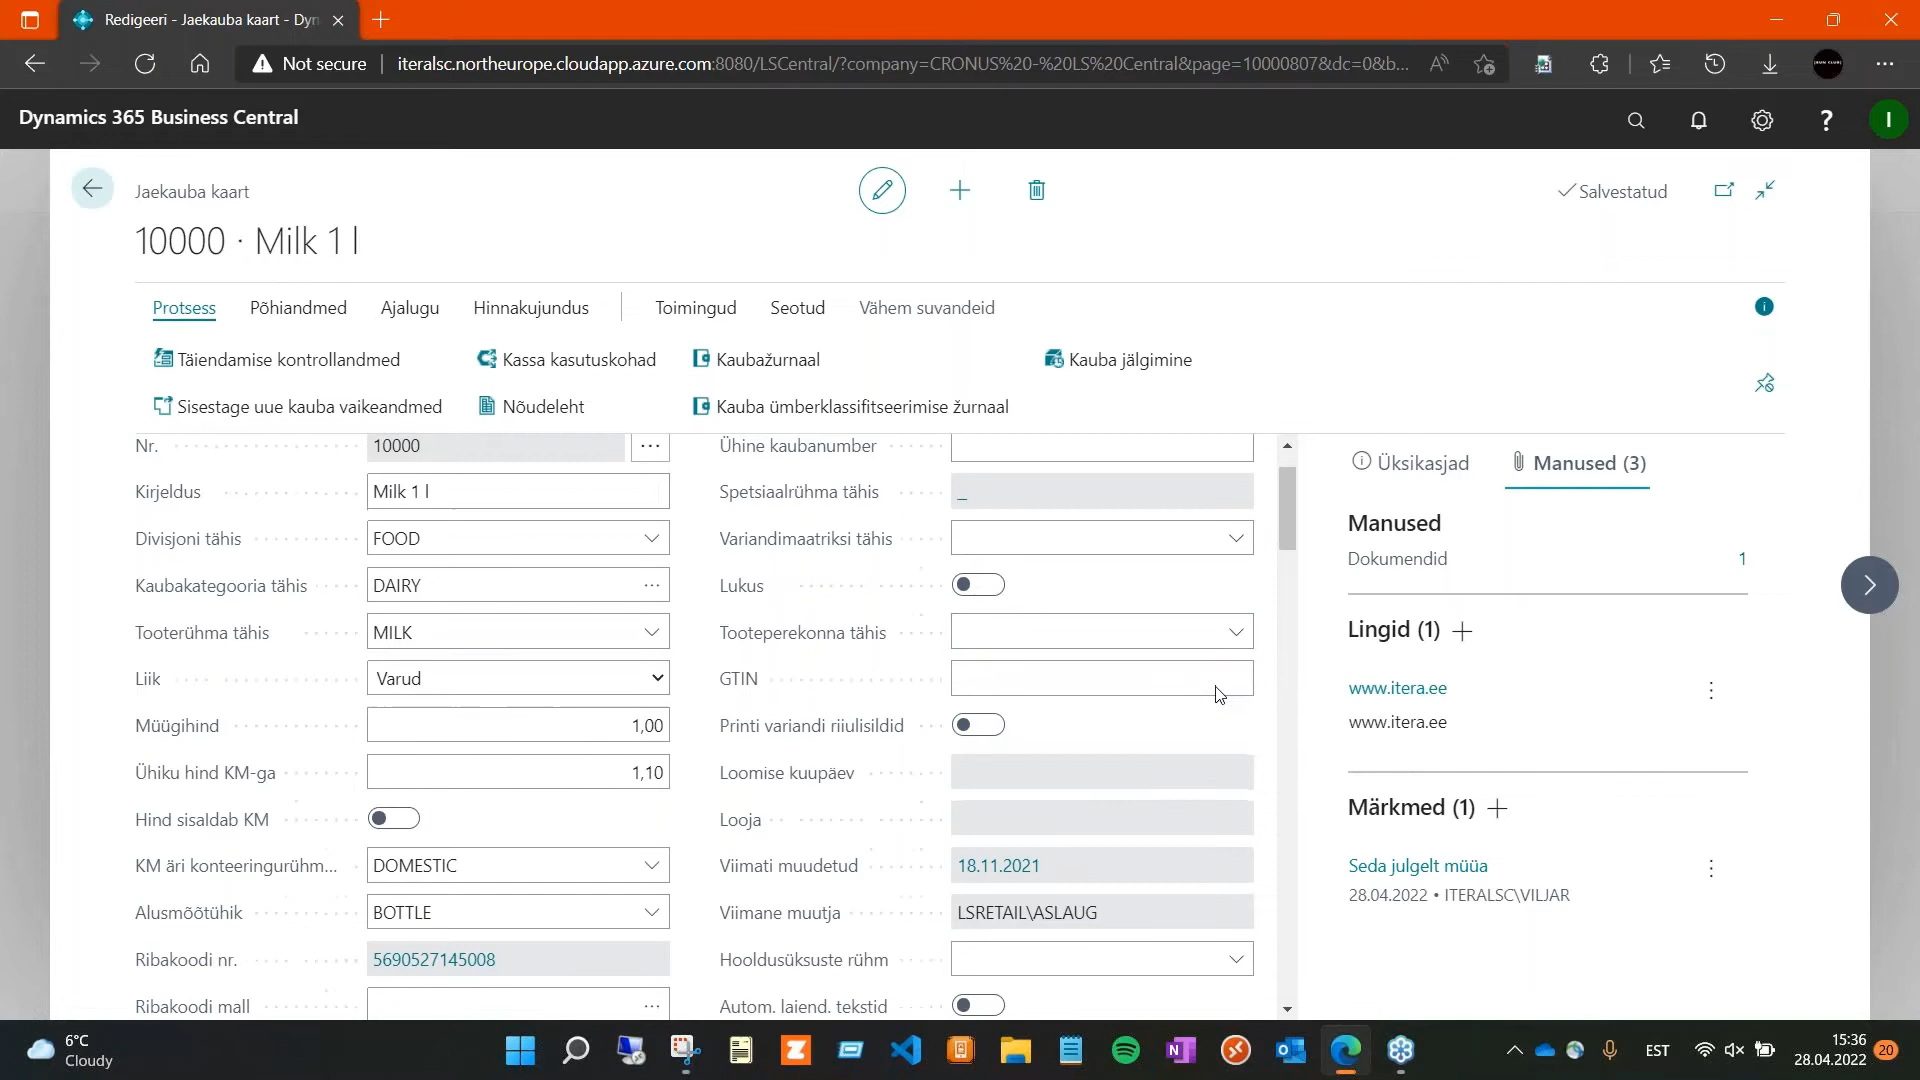 Redigeeri - Jaekauba kaart - Dyn
Not secure
iteralsc.northeurope.cloudapp.azure.com:8080/LSCentral/?company=CRONUS%20-%20LS%20Central&page=10000807&dc=0&b...
Dynamics 365 Business Central
I
Jaekauba kaart
Salvestatud
10000 · Milk 1 l
Protsess
Põhiandmed
Ajalugu
Hinnakujundus
Toimingud
Seotud
Vähem suvandeid
Täiendamise kontrollandmed
Kassa kasutuskohad
Kaubažurnaal
Kauba jälgimine
Sisestage uue kauba vaikeandmed
Nõudeleht
Kauba ümberklassifitseerimise žurnaal
Nr. 10000
Kirjeldus Milk 1 l
Divisjoni tähis FOOD
Kaubakategooria tähis DAIRY
Tooterühma tähis MILK
Liik Varud
Müügihind 1,00
Ühiku hind KM-ga 1,10
Hind sisaldab KM
KM äri konteeringurühm... DOMESTIC
Alusmõõtühik BOTTLE
Ribakoodi nr. 5690527145008
Ribakoodi mall
Ühine kaubanumber
Spetsiaalrühma tähis _
Variandimaatriksi tähis
Lukus
Tooteperekonna tähis
GTIN
Printi variandi riiulisildid
Loomise kuupäev
Looja
Viimati muudetud 18.11.2021
Viimane muutja LSRETAIL\ASLAUG
Hooldusüksuste rühm
Autom. laiend. tekstid
Üksikasjad
Manused (3)
Manused
Dokumendid 1
Lingid (1)
www.itera.ee
www.itera.ee
Märkmed (1)
Seda julgelt müüa
28.04.2022 • ITERALSC\VILJAR
6°C
Cloudy
EST
15:36
28.04.2022
20